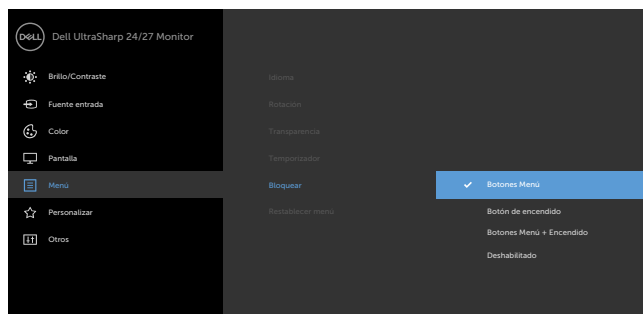 DELL
Dell UltraSharp 24/27 Monitor
Brillo/Contraste
Fuente entrada
Color
Pantalla
Menú
Personalizar
Otros
Idioma
Rotación
Transparencia
Temporizador
Bloquear
Restablecer menú
Botones Menú
Botón de encendido
Botones Menú + Encendido
Deshabilitado